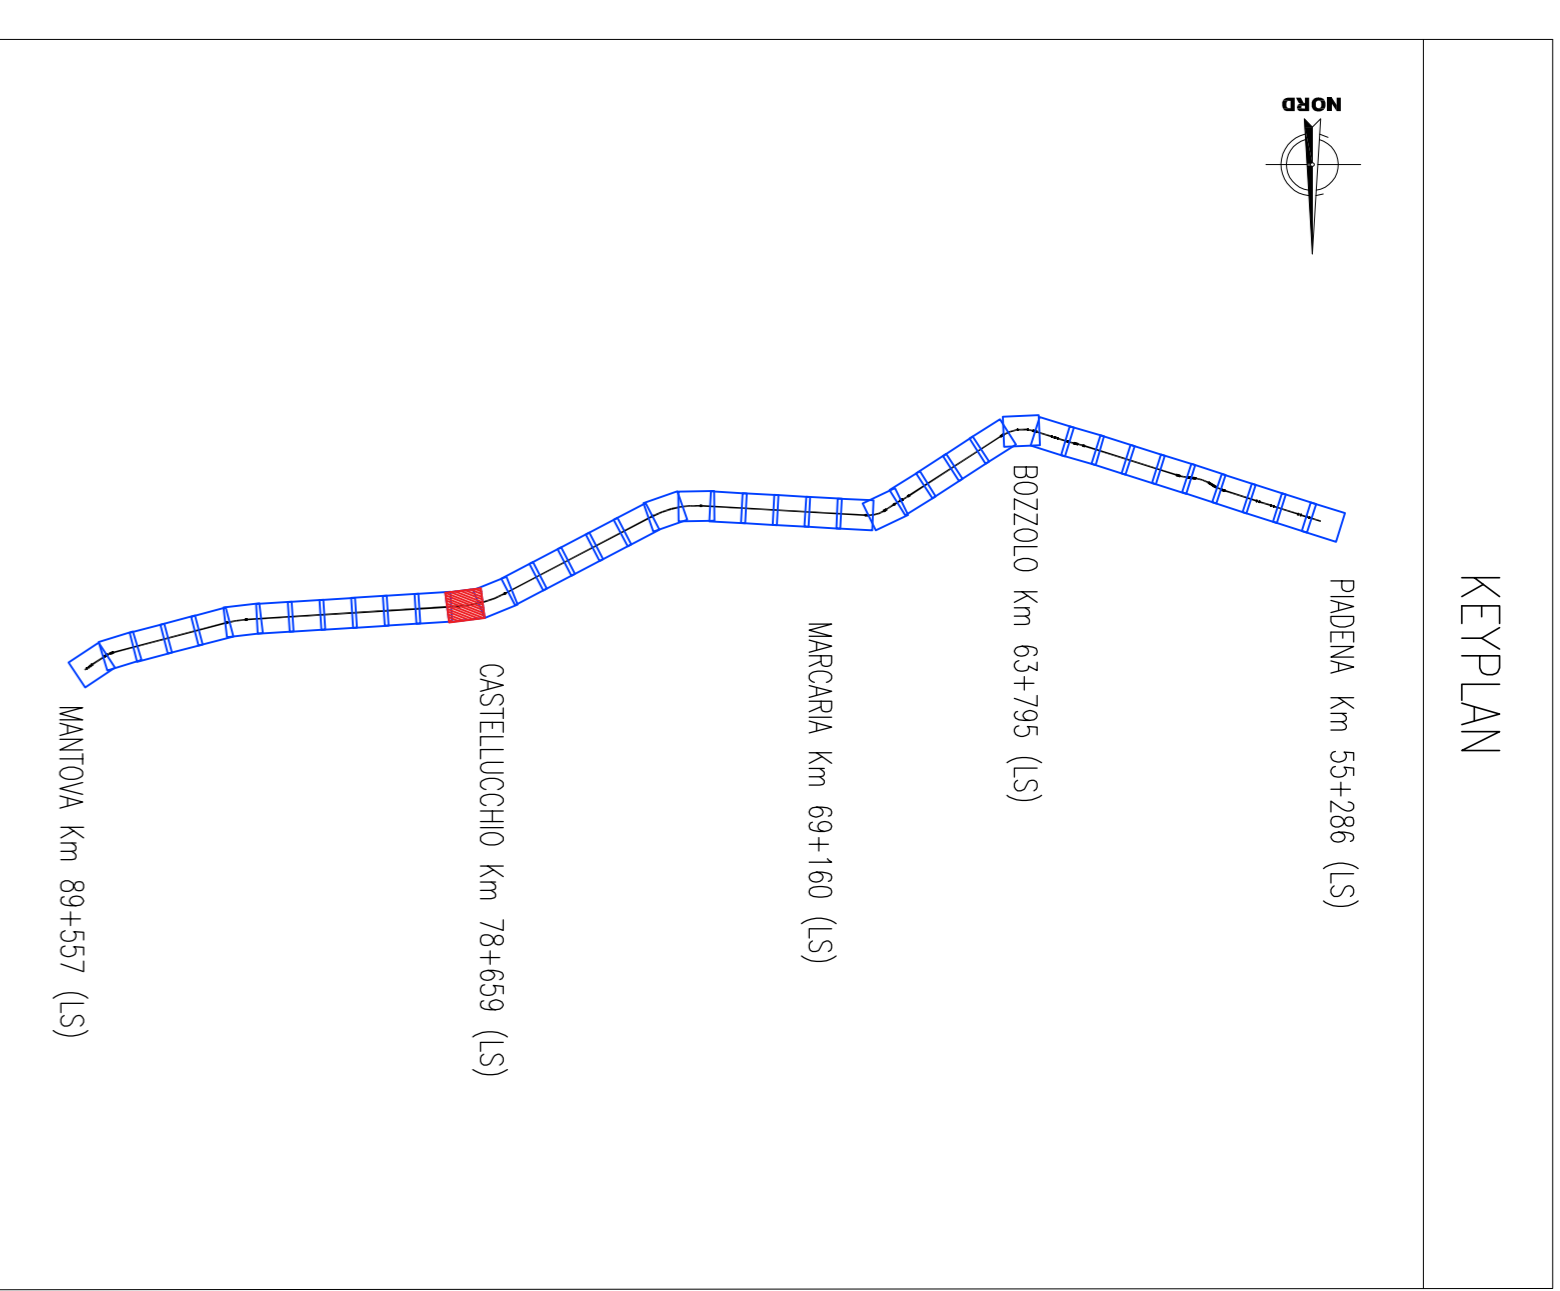 KEYPLAN
NORD
PIADENA Km 55+286 (LS)
BOZZOLO Km 63+795 (LS)
MARCARIA Km 69+160 (LS)
CASTELLUCCHIO Km 78+659 (LS)
MANTOVA Km 89+557 (LS)